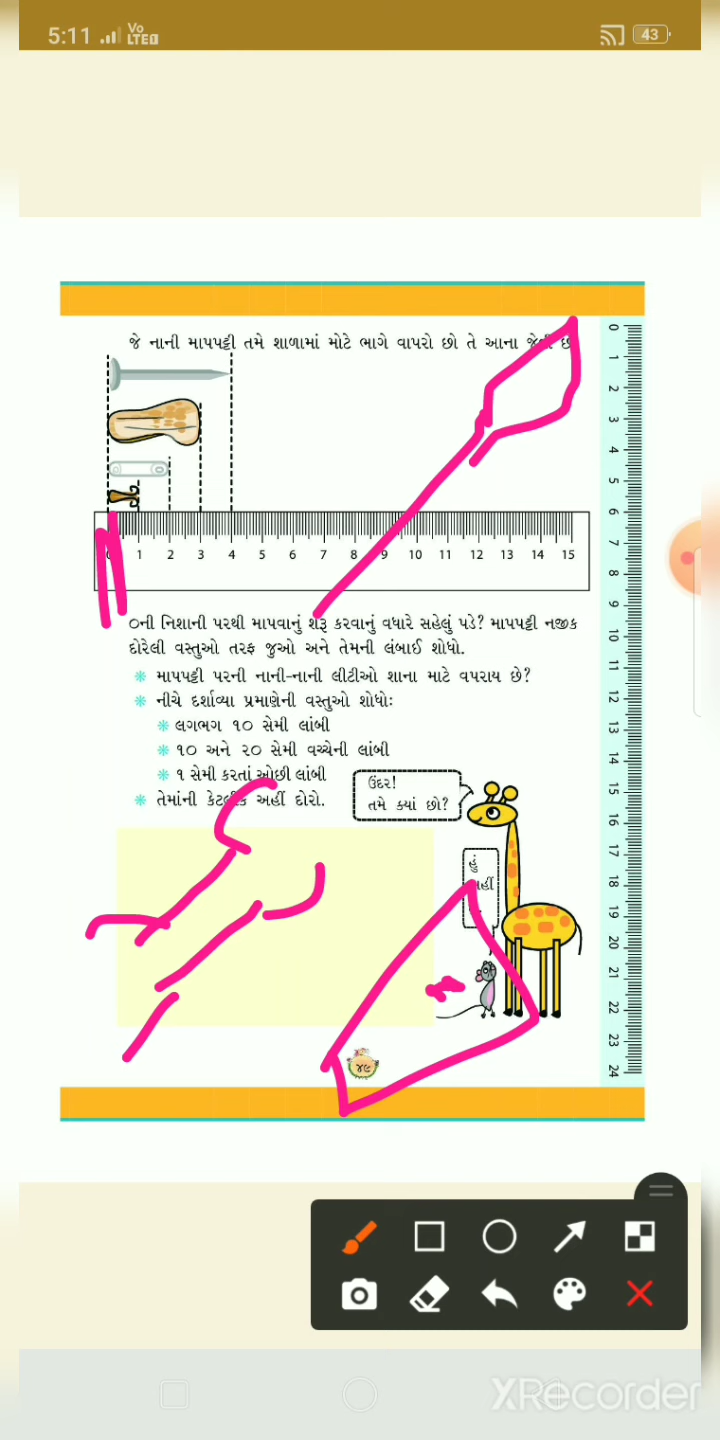 5:11 Vo LTE 43
જે નાની માપપટ્ટી તમે શાળામાં મોટે ભાગે વાપરો છો તે આના
0 1 2 3 4 5 6 7 8 9 10 11 12 13 14 15 16 17 18 19 20 21 22 23 24
1 2 3 4 5 6 7 8 9 10 11 12 13 14 15
૦ની નિશાની પરથી માપવાનું શરૂ કરવાનું વધારે સહેલું પડે? માપપટ્ટી નજીક
દોરેલી વસ્તુઓ તરફ જુઓ અને તેમની લંબાઈ શોધો.
* માપપટ્ટી પરની નાની-નાની લીટીઓ શાના માટે વપરાય છે?
* નીચે દર્શાવ્યા પ્રમાણેની વસ્તુઓ શોધોઃ
* લગભગ ૧૦ સેમી લાંબી
* ૧૦ અને ૨૦ સેમી વચ્ચેની લાંબી
* ૧ સેમી કરતાં ઓછી લાંબી
* તેમાંની કેટલીક અહીં દોરો.
ઉંદર!
તમે ક્યાં છો?
હું
૪૯
XRecorder